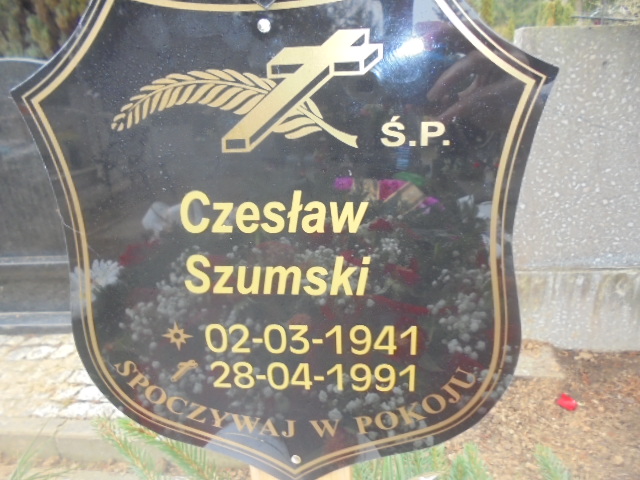 Ś.P.
Czesław
Szumski
02-03-1941
28-04-1991
SPOCZYWAJ W POKOJU